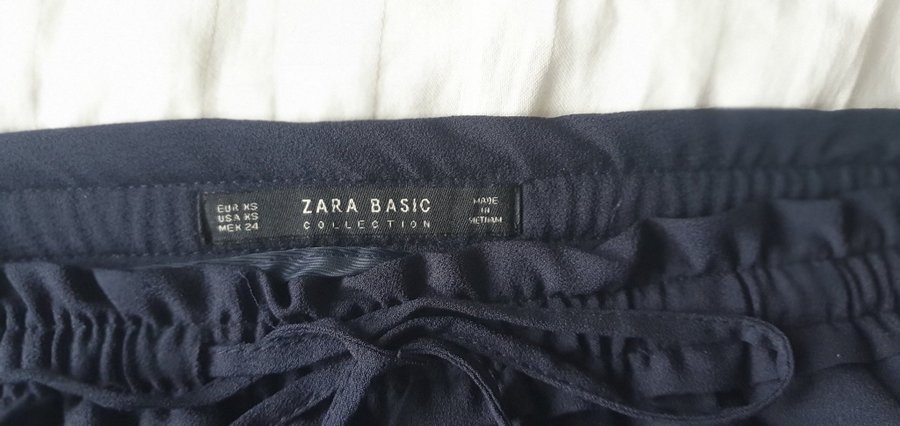 EUR XS
USA XS
MEX 24
ZARA BASIC
COLLECTION
MADE
IN
VIETNAM